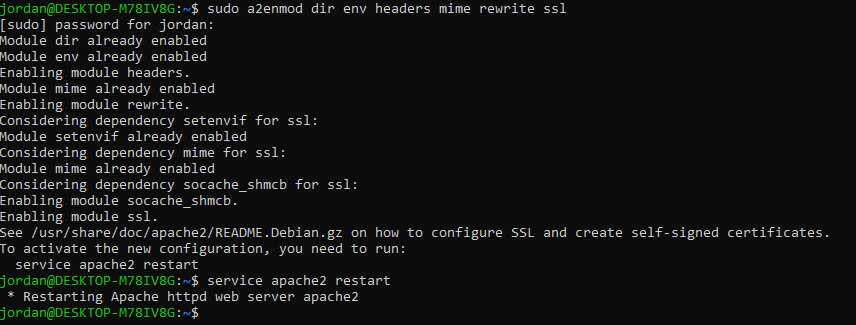 jordan@DESKTOP-M78IV8G:~$ sudo a2enmod dir env headers mime rewrite ssl
[sudo] password for jordan:
Module dir already enabled
Module env already enabled
Enabling module headers.
Module mime already enabled
Enabling module rewrite.
Considering dependency setenvif for ssl:
Module setenvif already enabled
Considering dependency mime for ssl:
Module mime already enabled
Considering dependency socache_shmcb for ssl:
Enabling module socache_shmcb.
Enabling module ssl.
See /usr/share/doc/apache2/README.Debian.gz on how to configure SSL and create self-signed certificates.
To activate the new configuration, you need to run:
  service apache2 restart
jordan@DESKTOP-M78IV8G:~$ service apache2 restart
 * Restarting Apache httpd web server apache2
jordan@DESKTOP-M78IV8G:~$